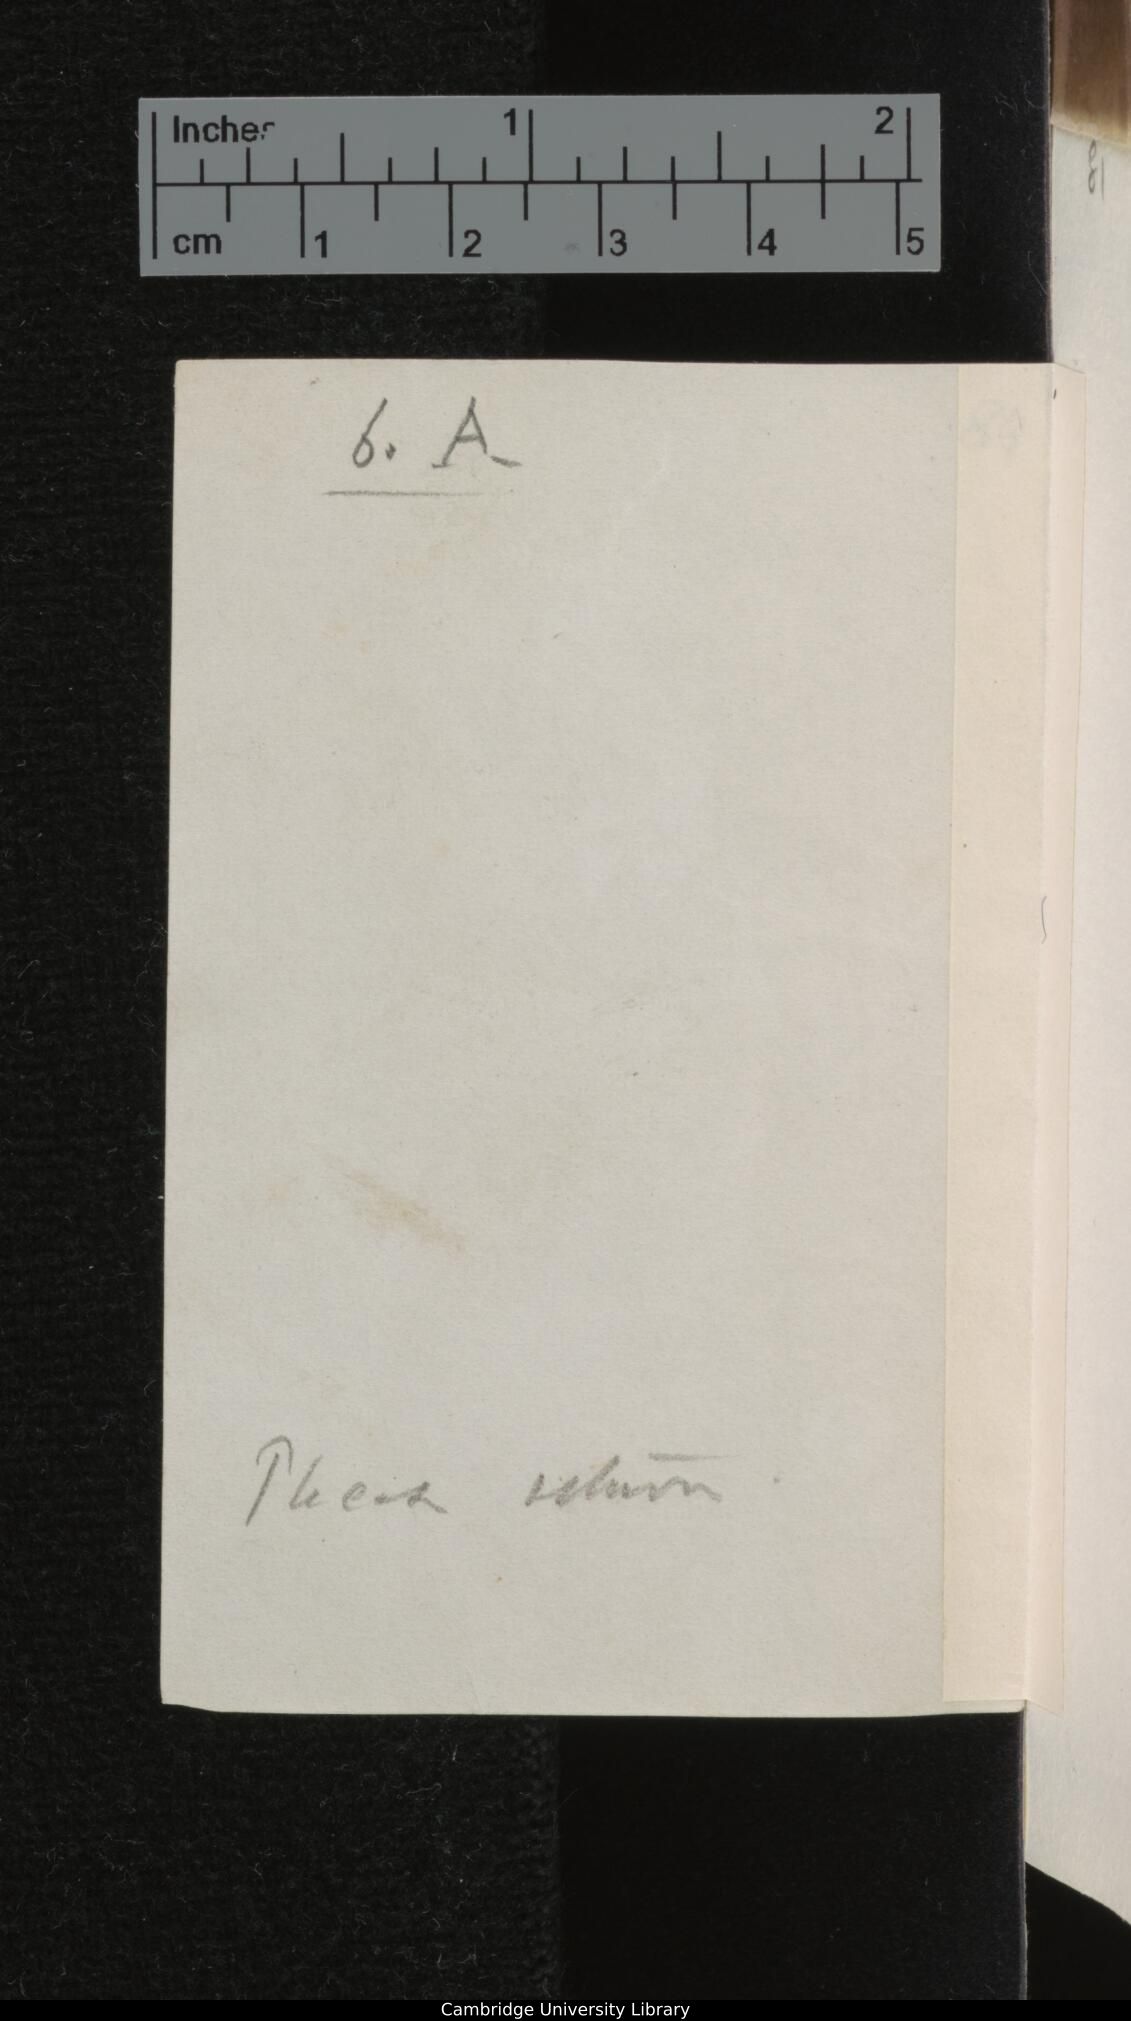 Inches 1 2
cm 1 2 3 4 5
6. A
Please return.
Cambridge University Library